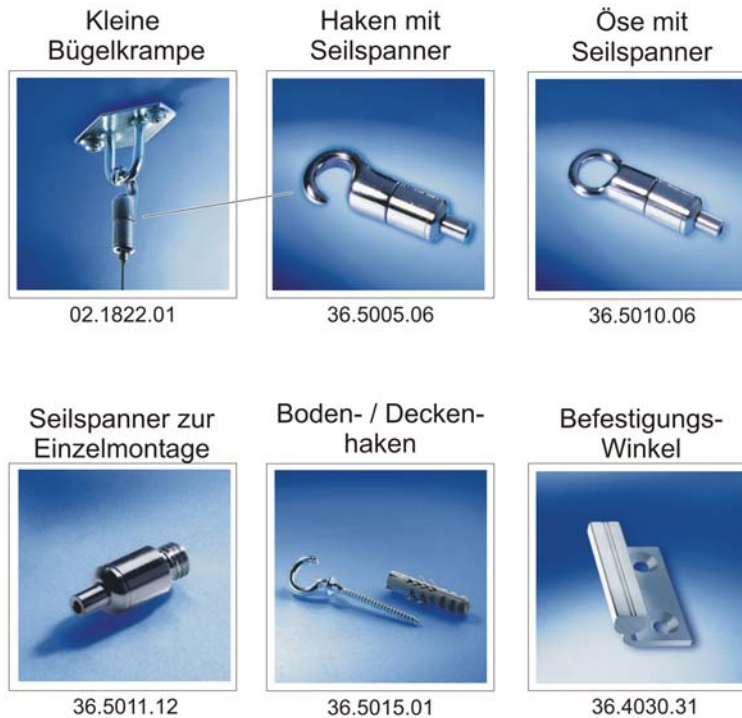 Kleine
Bügelkrampe
Haken mit
Seilspanner
Öse mit
Seilspanner
02.1822.01
36.5005.06
36.5010.06
Seilspanner zur
Einzelmontage
Boden- / Decken-
haken
Befestigungs-
Winkel
36.5011.12
36.5015.01
36.4030.31